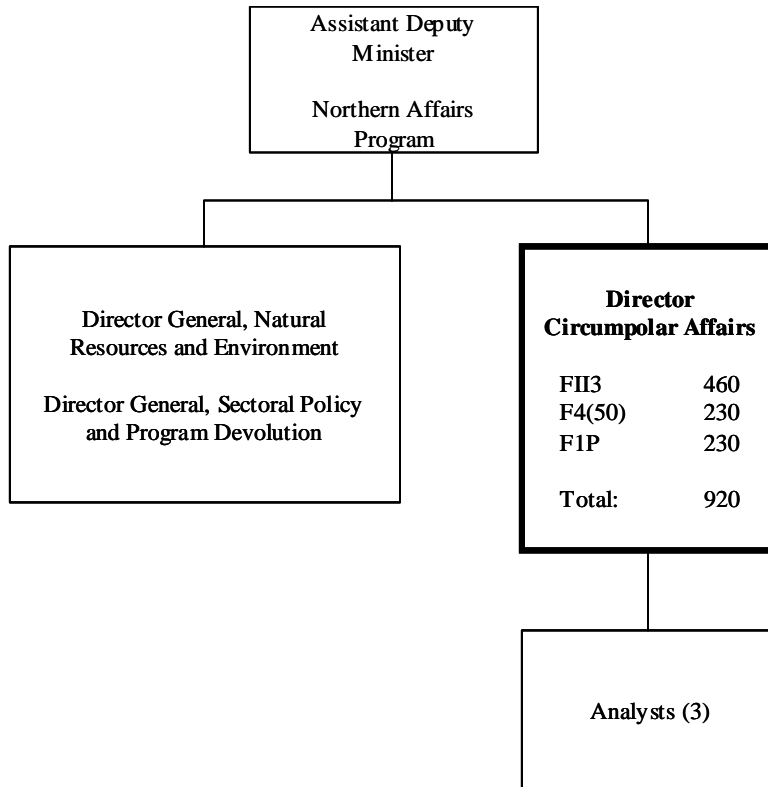 Assistant Deputy
Minister
Northern Affairs
Program
Director General, Natural
Resources and Environment
Director General, Sectoral Policy
and Program Devolution
Director
Circumpolar Affairs
FII3 460
F4(50) 230
F1P 230
Total: 920
Analysts (3)